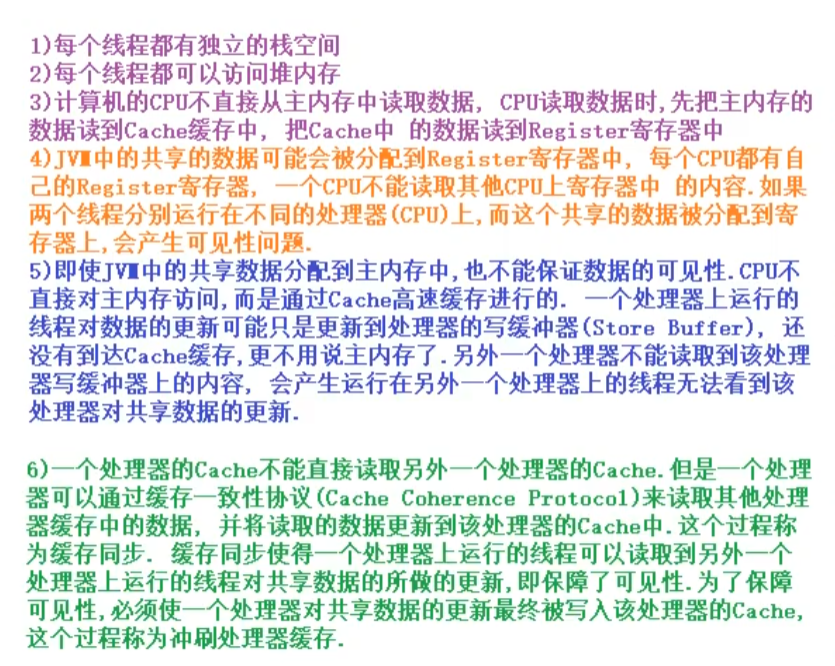 1)每个线程都有独立的栈空间
2)每个线程都可以访问堆内存
3)计算机的CPU不直接从主内存中读取数据, CPU读取数据时,先把主内存的
数据读到Cache缓存中, 把Cache中 的数据读到Register寄存器中
4)JVM中的共享的数据可能会被分配到Register寄存器中, 每个CPU都有自
己的Register寄存器, 一个CPU不能读取其他CPU上寄存器中 的内容.如果
两个线程分别运行在不同的处理器(CPU)上,而这个共享的数据被分配到寄
存器上,会产生可见性问题.
5)即使JVM中的共享数据分配到主内存中,也不能保证数据的可见性.CPU不
直接对主内存访问,而是通过Cache高速缓存进行的. 一个处理器上运行的
线程对数据的更新可能只是更新到处理器的写缓冲器(Store Buffer), 还
没有到达Cache缓存,更不用说主内存了.另外一个处理器不能读取到该处理
器写缓冲器上的内容, 会产生运行在另外一个处理器上的线程无法看到该
处理器对共享数据的更新.
6)一个处理器的Cache不能直接读取另外一个处理器的Cache.但是一个处理
器可以通过缓存一致性协议(Cache Coherence Protocol)来读取其他处理
器缓存中的数据, 并将读取的数据更新到该处理器的Cache中.这个过程称
为缓存同步. 缓存同步使得一个处理器上运行的线程可以读取到另外一个
处理器上运行的线程对共享数据的所做的更新,即保障了可见性.为了保障
可见性,必须使一个处理器对共享数据的更新最终被写入该处理器的Cache,
这个过程称为冲刷处理器缓存.